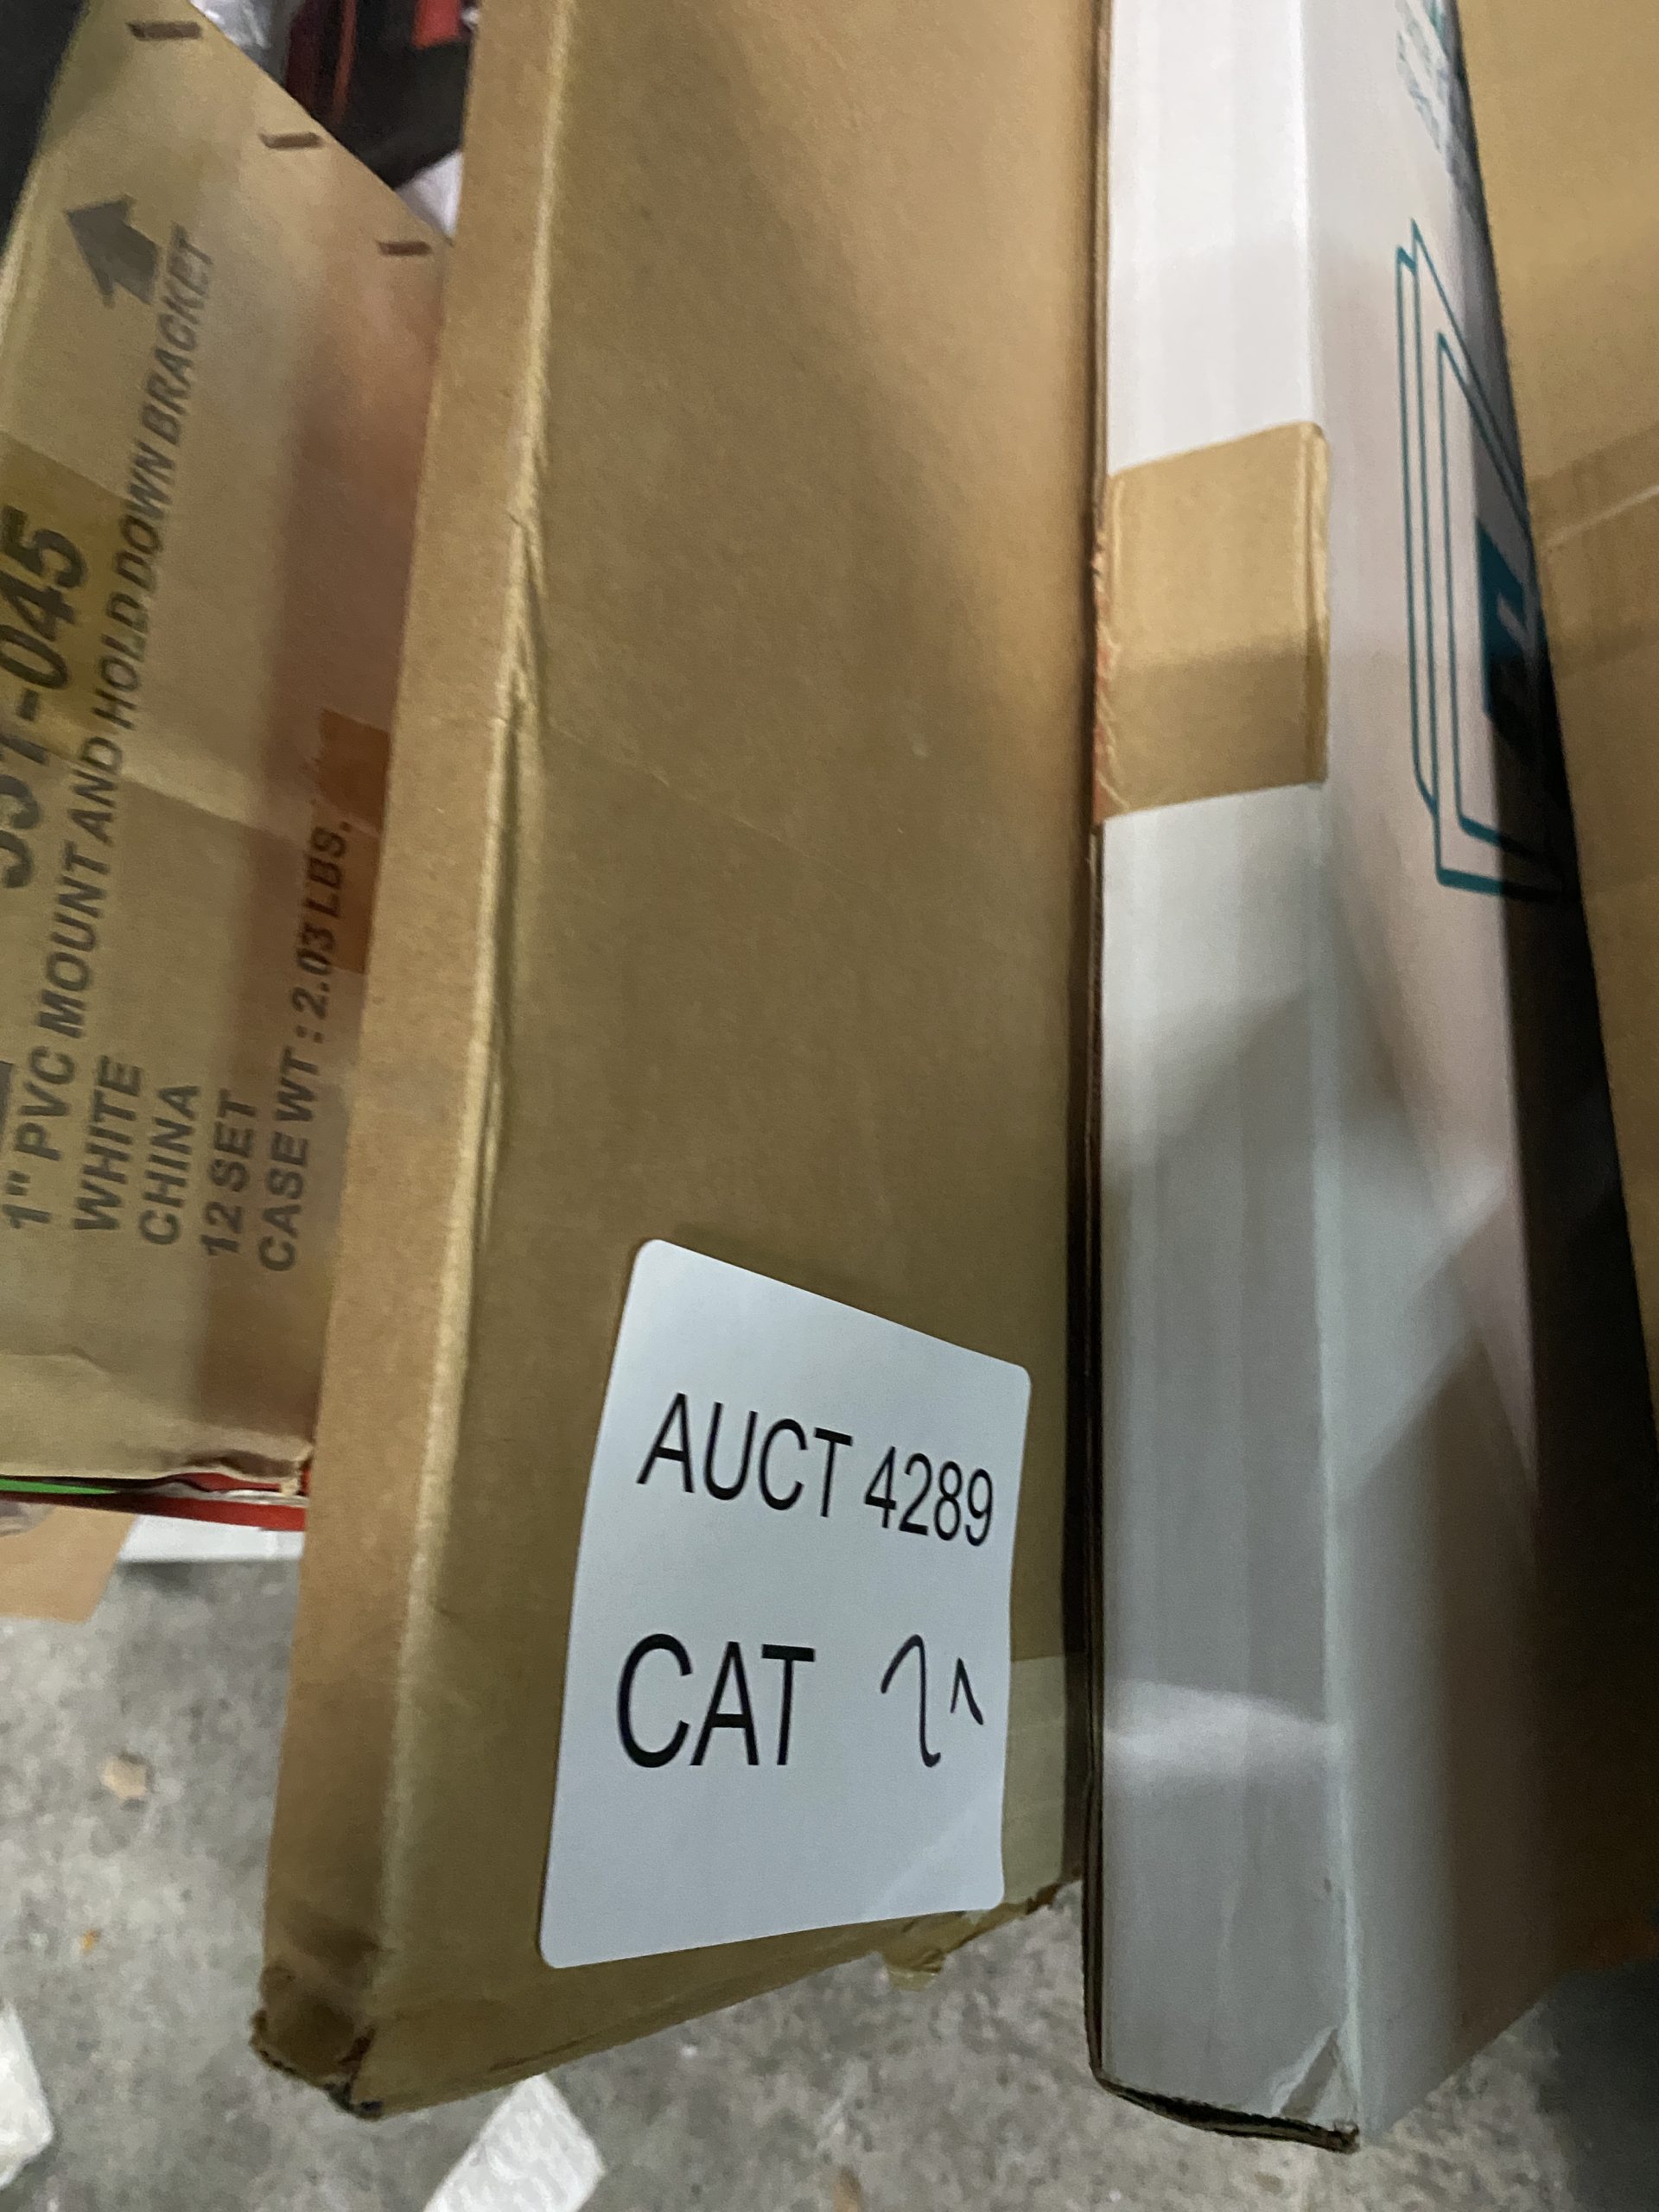 -045
1" PVC MOUNT AND HOLD DOWN BRACKET
WHITE
CHINA
12 SET
CASE WT : 2.03 LBS.
AUCT 4289
CAT